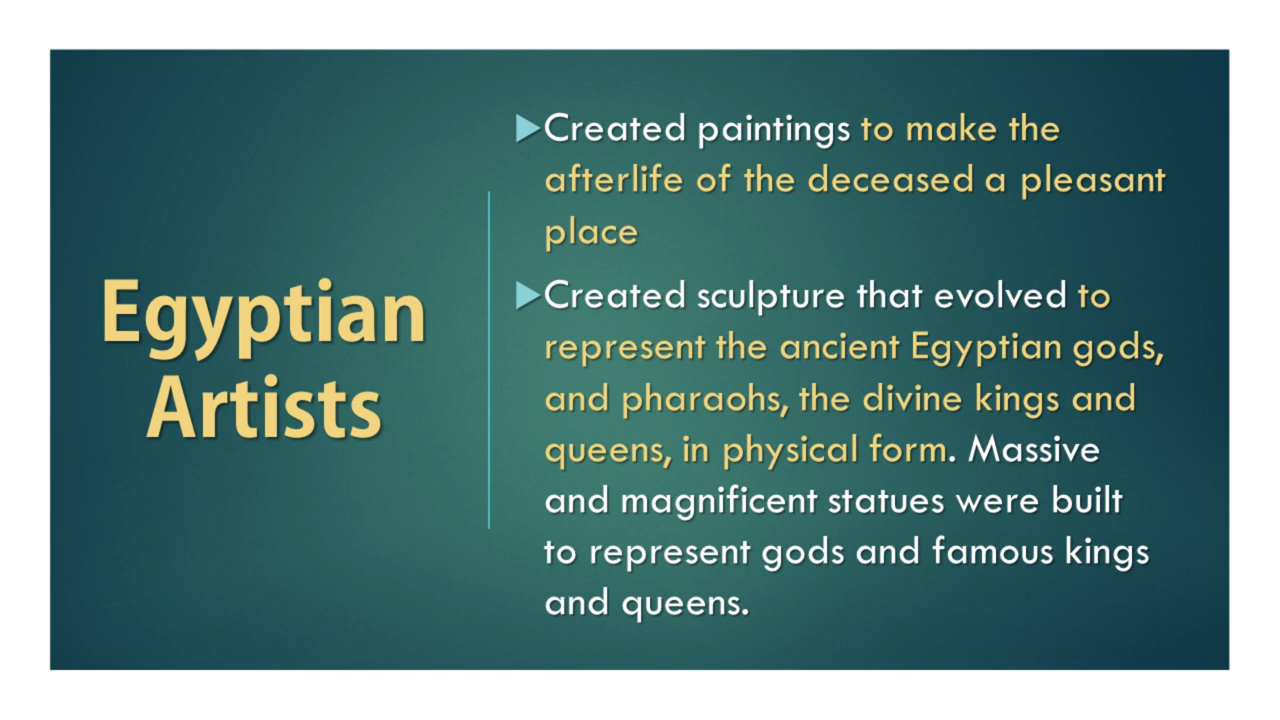 Egyptian
Artists
▶Created paintings to make the
afterlife of the deceased a pleasant
place
▶Created sculpture that evolved to
represent the ancient Egyptian gods,
and pharaohs, the divine kings and
queens, in physical form. Massive
and magnificent statues were built
to represent gods and famous kings
and queens.